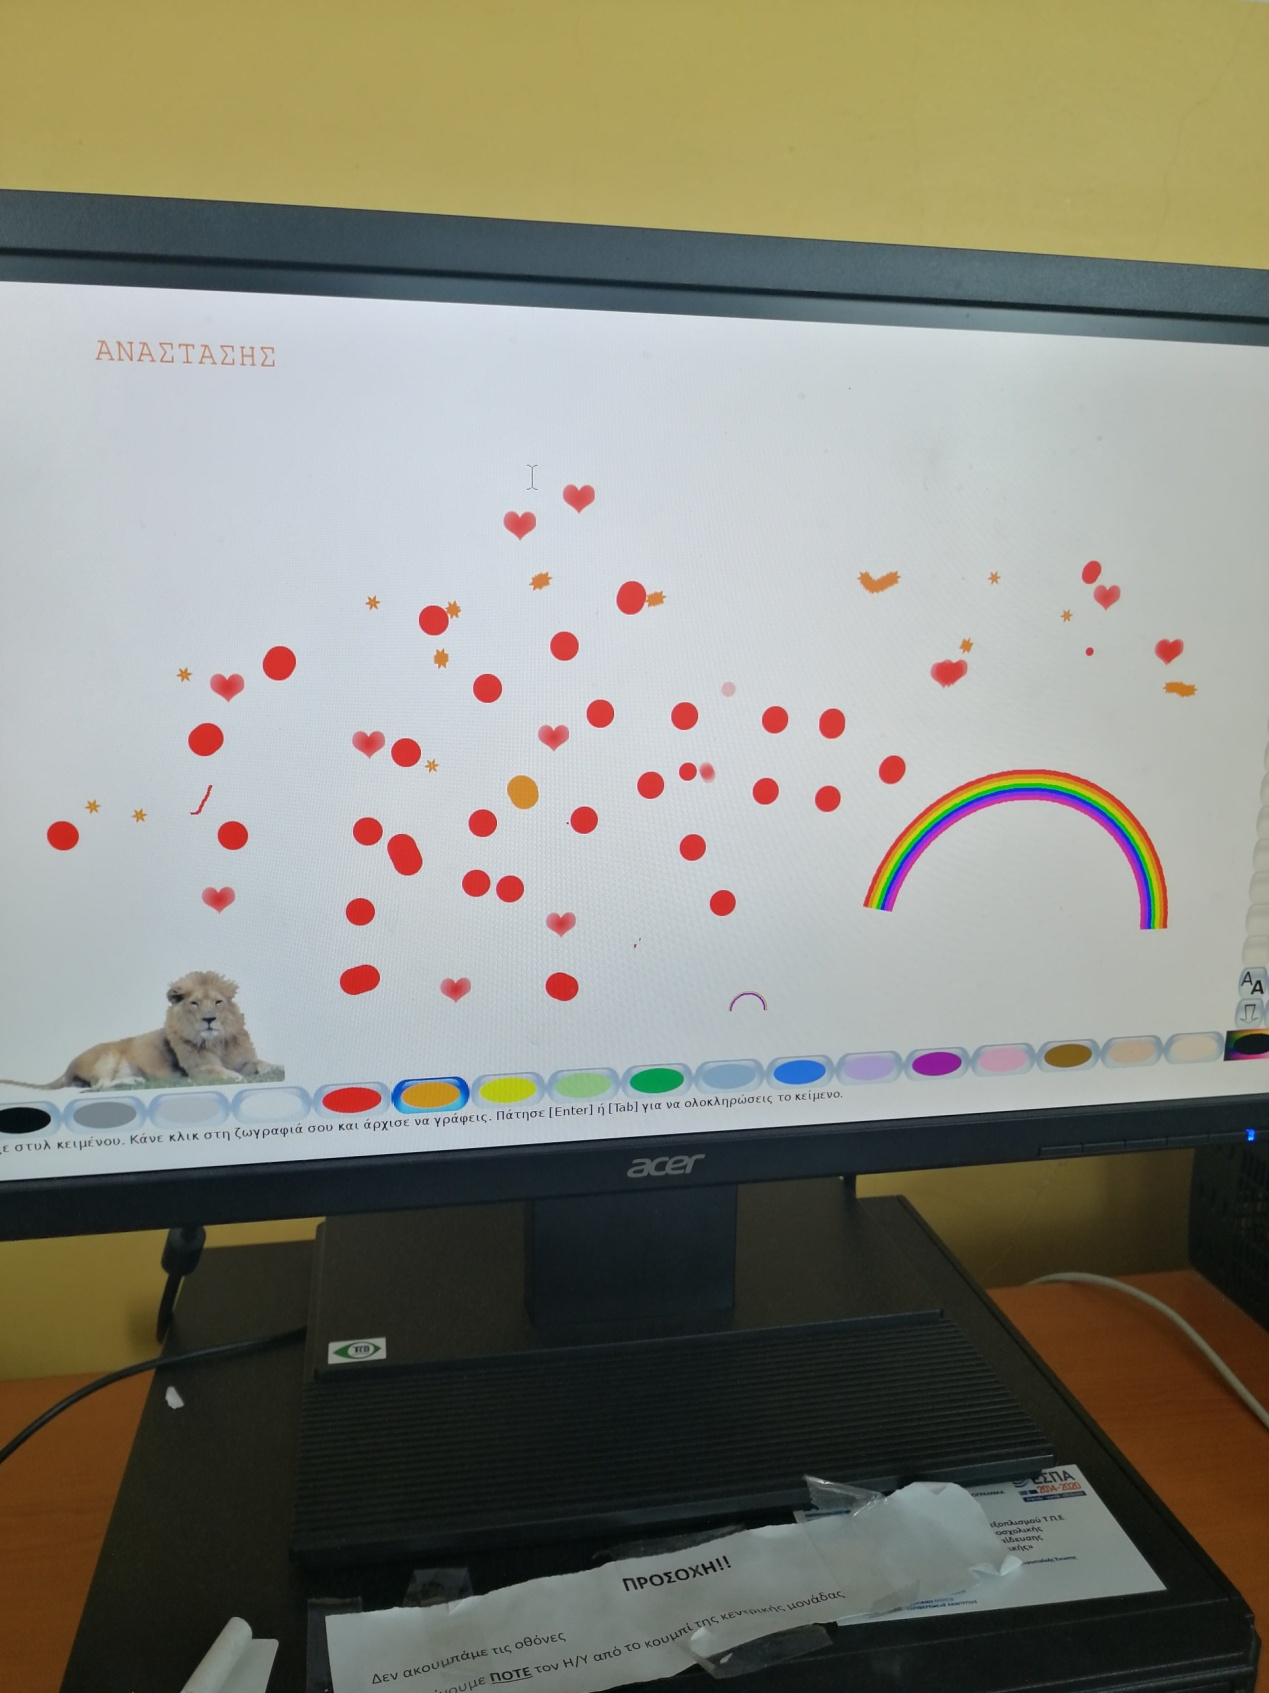 ΑΝΑΣΤΑΣΗΣ
στυλ κειμένου. Κάνε κλικ στη ζωγραφιά σου και άρχισε να γράφεις. Πάτησε [Enter] ή [Tab] για να ολοκληρώσεις το κείμενο.
acer
TCO
ΕΣΠΑ
2014-2020
ΠΡΟΣΟΧΗ!!
Δεν ακουμπάμε τις οθόνες
ΠΟΤΕ τον Η/Υ από το κουμπί της κεντρικής μονάδας